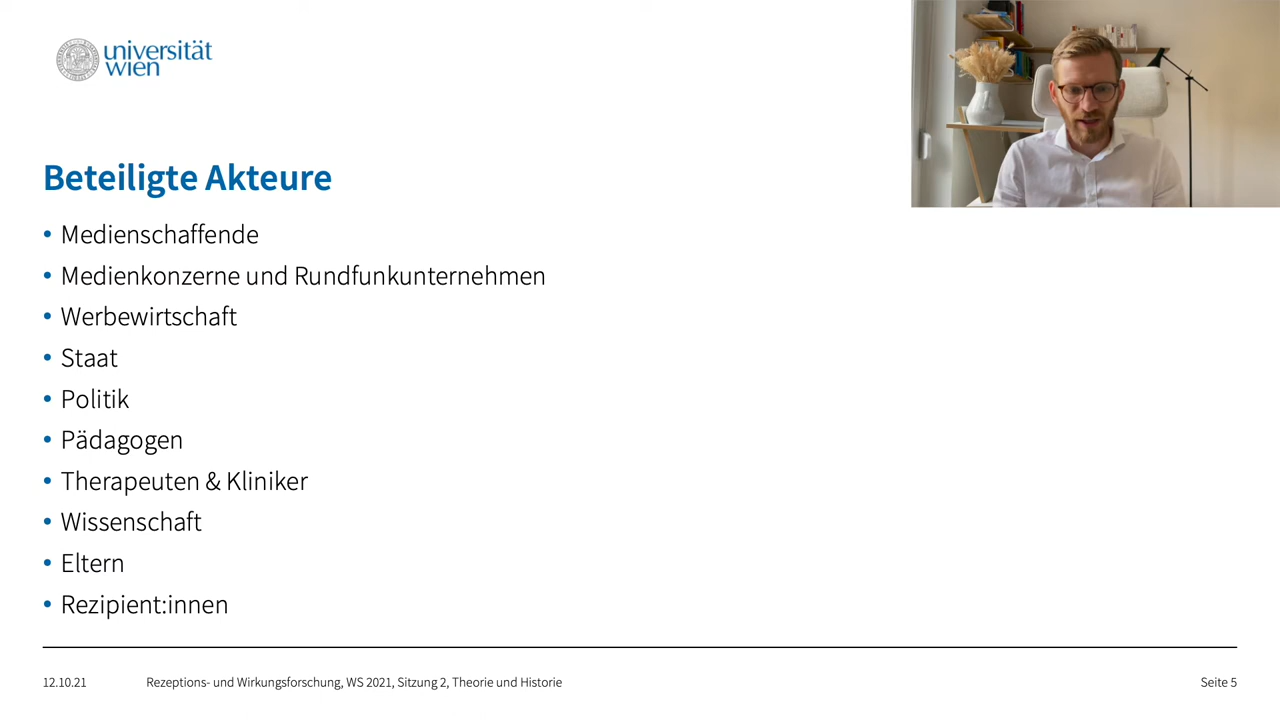 universität
wien
Beteiligte Akteure
• Medienschaffende
• Medienkonzerne und Rundfunkunternehmen
• Werbewirtschaft
• Staat
• Politik
• Pädagogen
• Therapeuten & Kliniker
• Wissenschaft
• Eltern
• Rezipient:innen
12.10.21 Rezeptions- und Wirkungsforschung, WS 2021, Sitzung 2, Theorie und Historie Seite 5